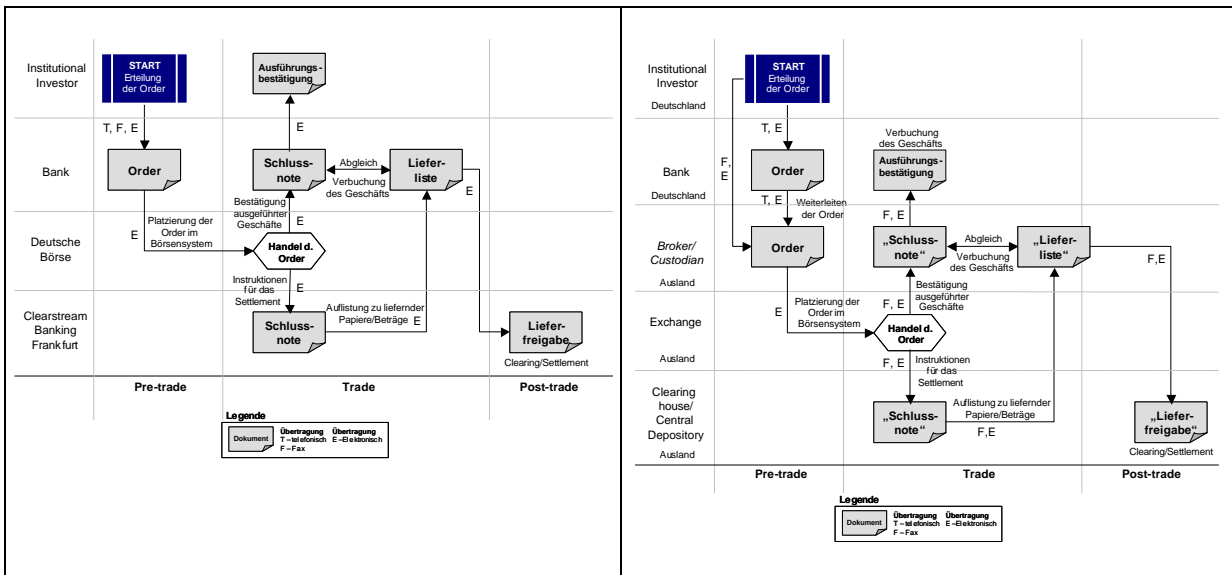 Institutional
Investor
START
Erteilung
der Order
Ausführungs-
bestätigung
T, F, E
E
Bank
Order
Schluss-
note
Abgleich
Verbuchung
des Geschäfts
Liefer-
liste
E
Platzierung der
Order im
Börsensystem
E
Bestätigung
ausgeführter
Geschäfte
E
Deutsche
Börse
Handel d.
Order
Instruktionen
für das
Settlement
E
Auflistung zu liefernder
Papiere/Beträge
E
Clearstream
Banking
Frankfurt
Schluss-
note
Liefer-
freigabe
Clearing/Settlement
Pre-trade
Trade
Post-trade
Legende
Dokument
Übertragung
T – telefonisch
F – Fax
Übertragung
E – Elektronisch
Institutional
Investor
Deutschland
START
Erteilung
der Order
T, E
F,
E
Verbuchung
des Geschäfts
Ausführungs-
bestätigung
Bank
Deutschland
Order
T, E
Weiterleiten
der Order
F, E
Broker/
Custodian
Ausland
Order
„Schluss-
note“
Abgleich
Verbuchung
des Geschäfts
„Liefer-
liste“
F,E
Platzierung der
Order im
Börsensystem
E
Bestätigung
ausgeführter
Geschäfte
F, E
Exchange
Ausland
Handel d.
Order
F, E
Instruktionen
für das
Settlement
Clearing
house/
Central
Depository
Ausland
„Schluss-
note“
Auflistung zu liefernder
Papiere/Beträge
F,E
„Liefer-
freigabe“
Clearing/Settlement
Pre-trade
Trade
Post-trade
Legende
Dokument
Übertragung
T – telefonisch
F – Fax
Übertragung
E – Elektronisch